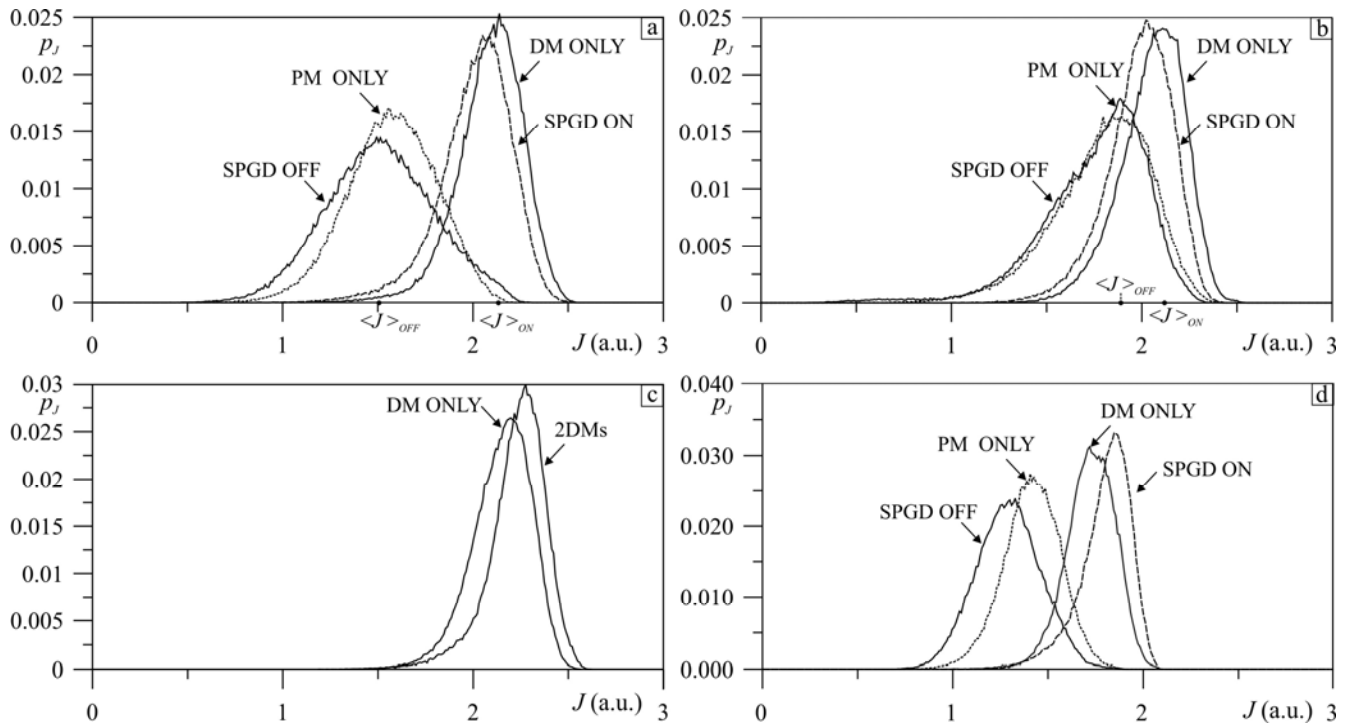 0.025
p_J
0.02
0.015
0.01
0.005
0
a
DM ONLY
PM ONLY
SPGD ON
SPGD OFF
<J>_OFF
<J>_ON
0 1 2 J (a.u.) 3
0.025
p_J
0.02
0.015
0.01
0.005
0
b
DM ONLY
PM ONLY
SPGD ON
SPGD OFF
<J>_OFF
<J>_ON
0 1 2 J (a.u.) 3
0.03
p_J
0.025
0.02
0.015
0.01
0.005
0
c
DM ONLY
2DMs
0 1 2 J (a.u.) 3
0.040
p_J
0.030
0.020
0.010
0.000
d
DM ONLY
PM ONLY
SPGD ON
SPGD OFF
0 1 2 J (a.u.) 3